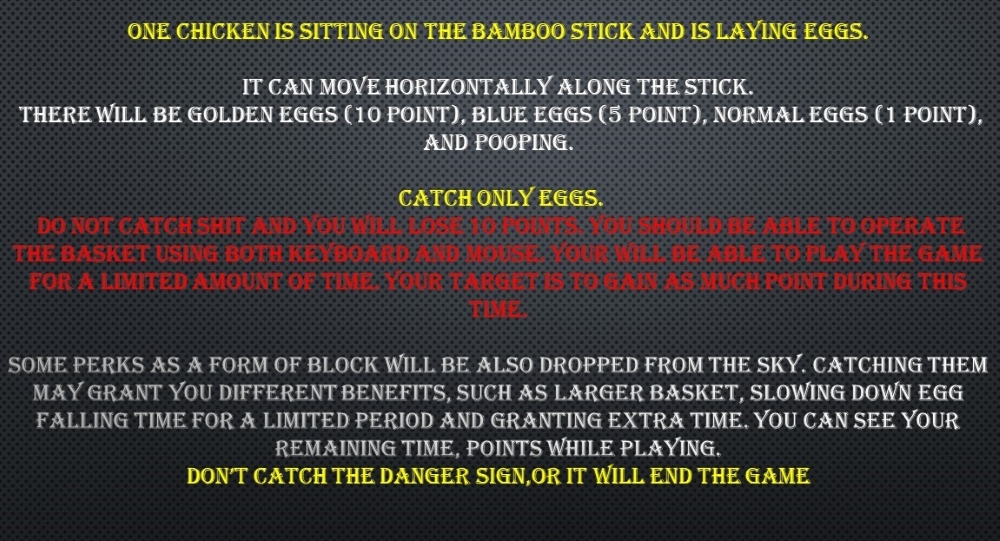 ONE CHICKEN IS SITTING ON THE BAMBOO STICK AND IS LAYING EGGS.
IT CAN MOVE HORIZONTALLY ALONG THE STICK.
THERE WILL BE GOLDEN EGGS (10 POINT), BLUE EGGS (5 POINT), NORMAL EGGS (1 POINT),
AND POOPING.
CATCH ONLY EGGS.
DO NOT CATCH SHIT AND YOU WILL LOSE 10 POINTS. YOU SHOULD BE ABLE TO OPERATE
THE BASKET USING BOTH KEYBOARD AND MOUSE. YOUR WILL BE ABLE TO PLAY THE GAME
FOR A LIMITED AMOUNT OF TIME. YOUR TARGET IS TO GAIN AS MUCH POINT DURING THIS
TIME.
SOME PERKS AS A FORM OF BLOCK WILL BE ALSO DROPPED FROM THE SKY. CATCHING THEM
MAY GRANT YOU DIFFERENT BENEFITS, SUCH AS LARGER BASKET, SLOWING DOWN EGG
FALLING TIME FOR A LIMITED PERIOD AND GRANTING EXTRA TIME. YOU CAN SEE YOUR
REMAINING TIME, POINTS WHILE PLAYING.
DON'T CATCH THE DANGER SIGN,OR IT WILL END THE GAME